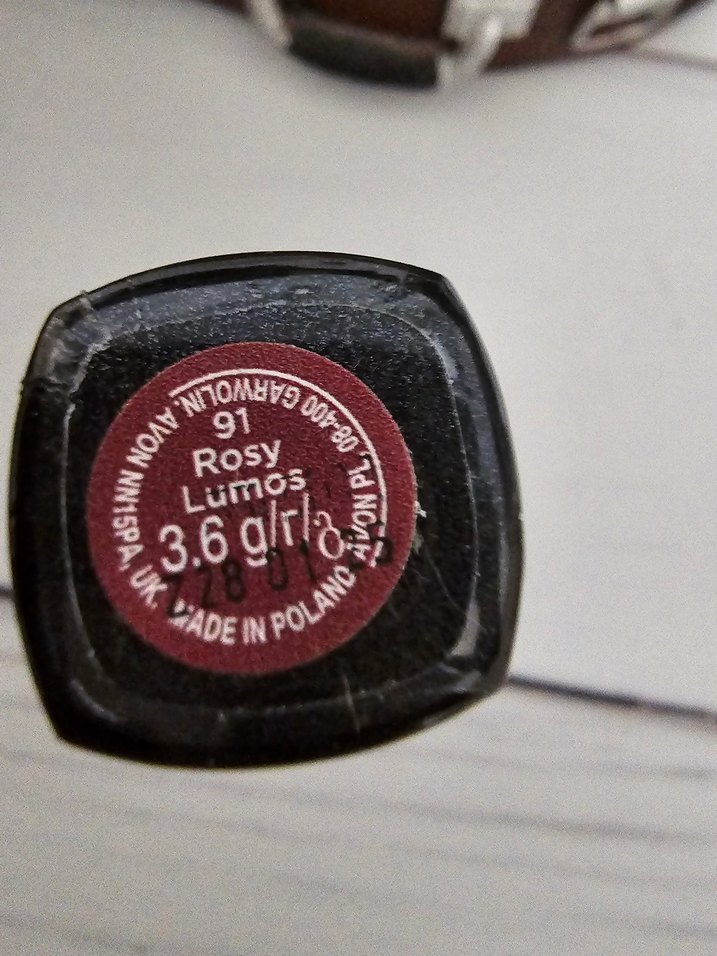 91
Rosy
Lumos
3.6 g/г/
AVON NN15PA, UK. MADE IN POLAND. AVON PL, 08-400 GARWOLIN.